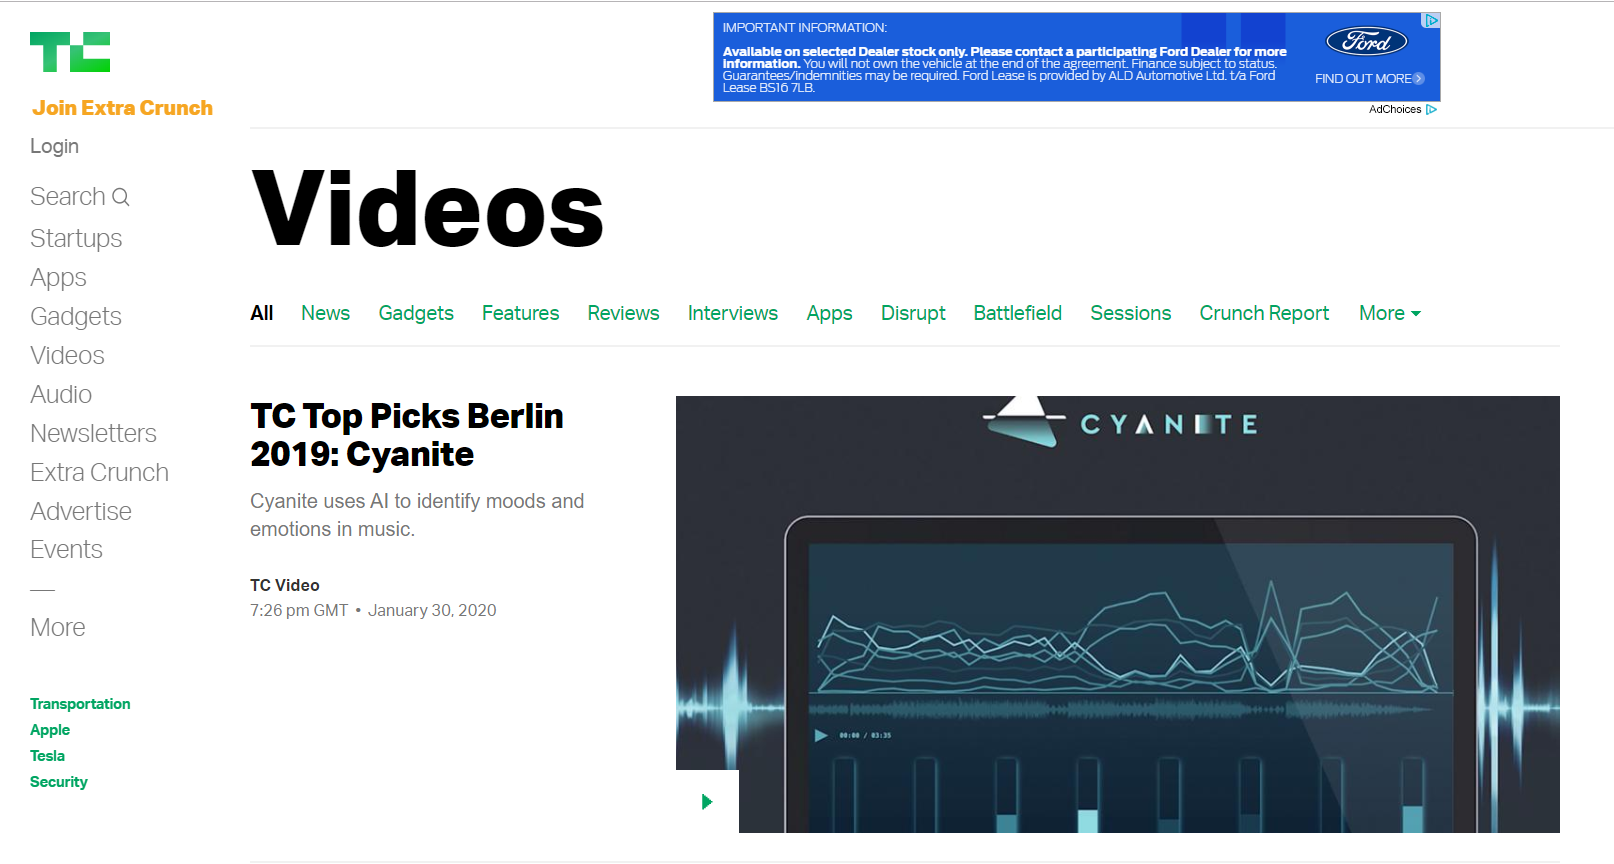 TC
Join Extra Crunch
Login
Search
Startups
Apps
Gadgets
Videos
Audio
Newsletters
Extra Crunch
Advertise
Events
More
Transportation
Apple
Tesla
Security
IMPORTANT INFORMATION:
Available on selected Dealer stock only. Please contact a participating Ford Dealer for more
information. You will not own the vehicle at the end of the agreement. Finance subject to status.
Guarantees/indemnities may be required. Ford Lease is provided by ALD Automotive Ltd. t/a Ford
Lease BS16 7LB.
Ford
FIND OUT MORE
AdChoices
Videos
All News Gadgets Features Reviews Interviews Apps Disrupt Battlefield Sessions Crunch Report More
TC Top Picks Berlin
2019: Cyanite
Cyanite uses AI to identify moods and
emotions in music.
TC Video
7:26 pm GMT • January 30, 2020
CYANITE
00:00 / 03:35